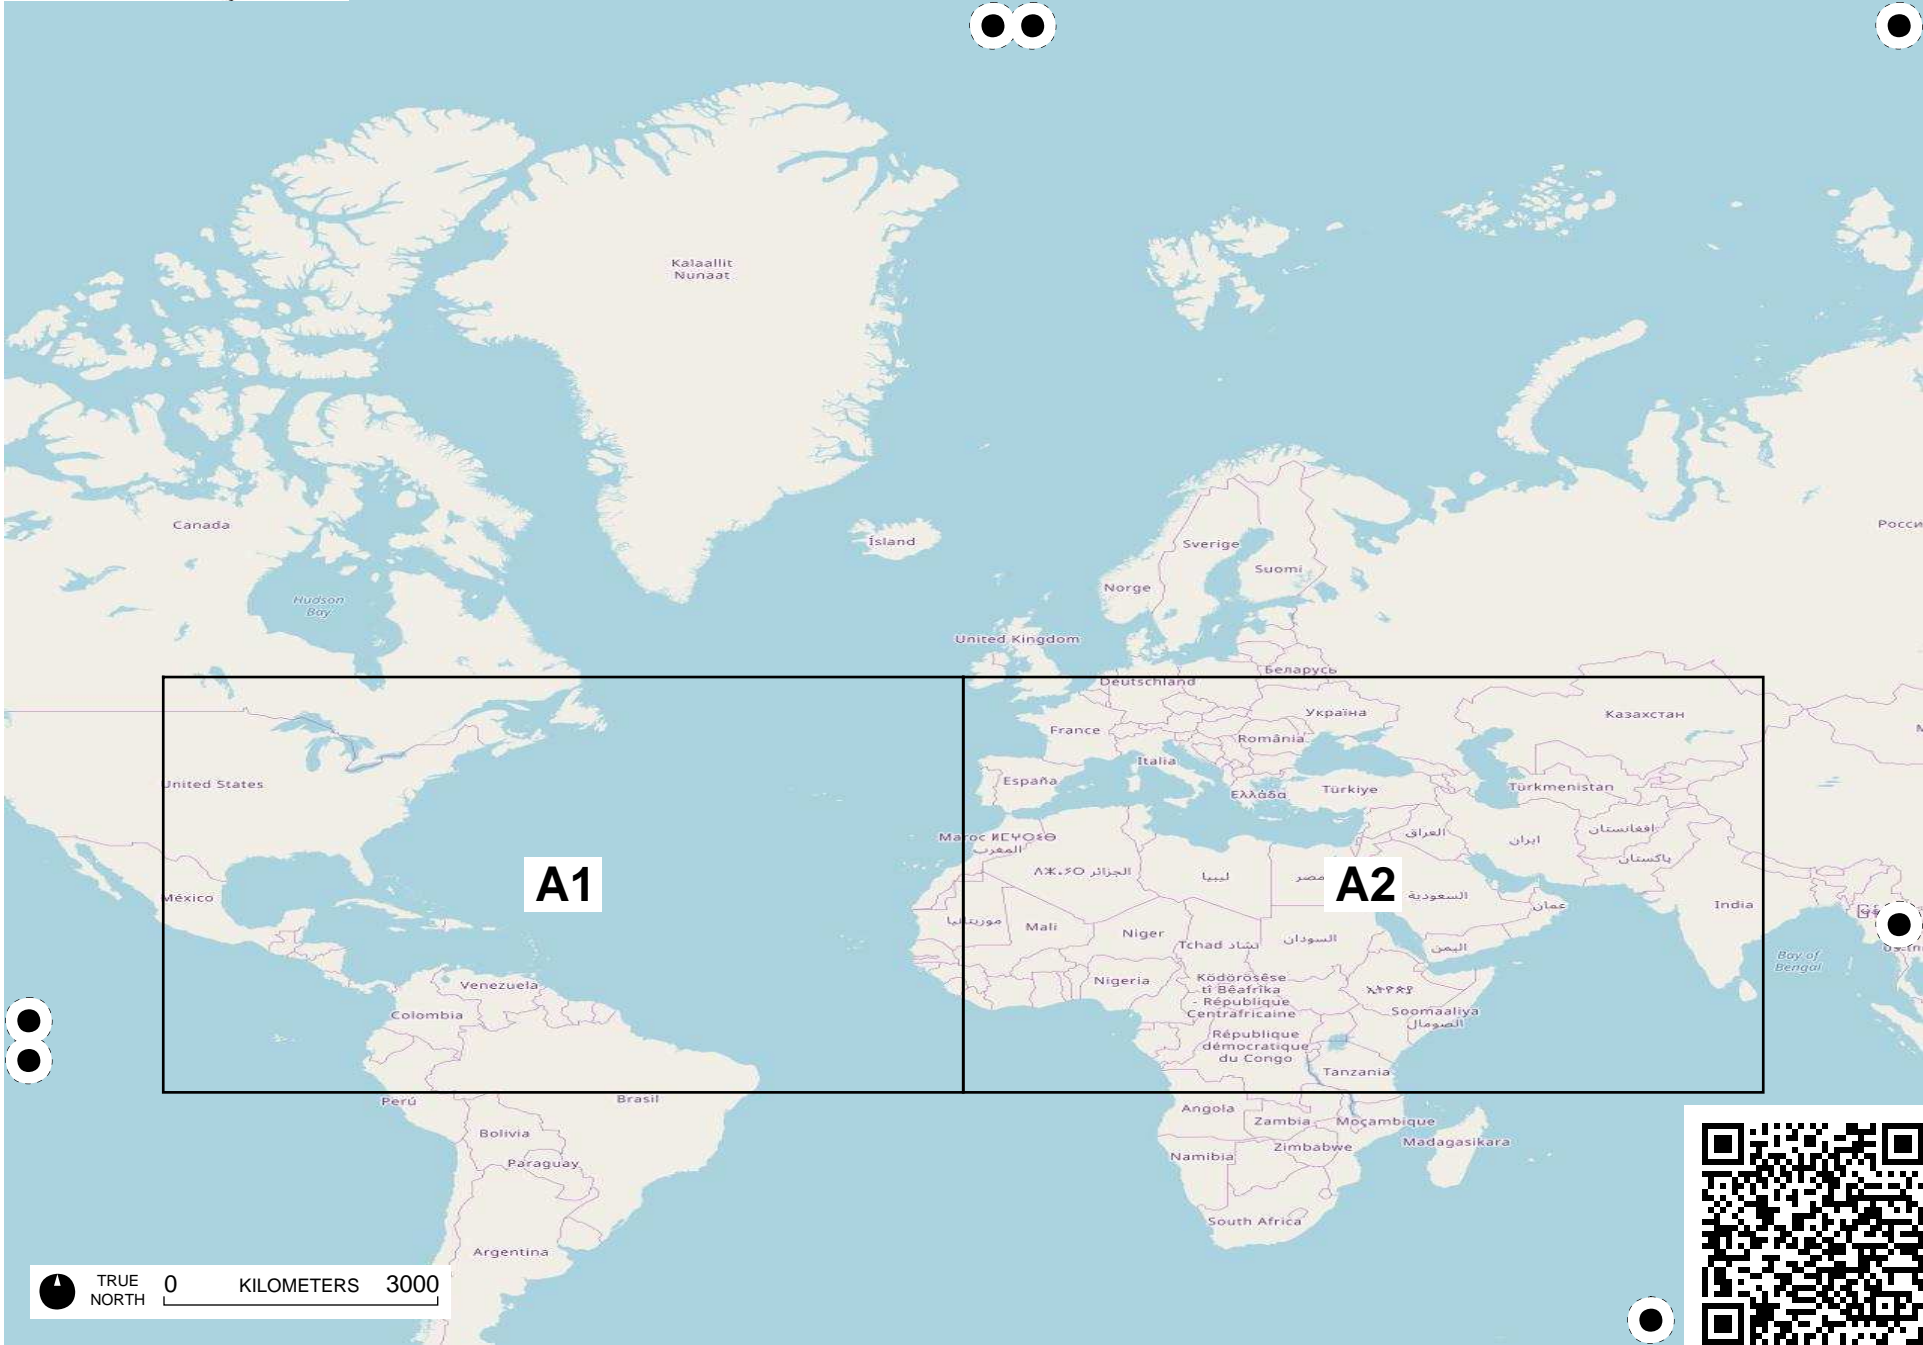 Kalaallit
Nunaat
Canada
Ísland
Sverige
Suomi
Norge
Hudson
Bay
United Kingdom
Беларусь
Deutschland
Україна
Казахстан
France
România
Italia
España
Ελλάδα
Türkiye
Türkmenistan
United States
Maroc ⵍⵎⵖⵔⵉⴱ
المغرب
العراق
ایران
افغانستان
پاکستان
الجزائر
ليبيا
مصر
السعودية
عمان
México
A1
A2
India
موريتانيا
Mali
Niger
Tchad تشاد
السودان
اليمن
Bay of
Bengal
Venezuela
Nigeria
Ködörösêse
tî Bêafrîka
- République
Centrafricaine
Colombia
Soomaaliya
الصومال
République
démocratique
du Congo
Tanzania
Perú
Brasil
Angola
Zambia
Moçambique
Bolivia
Zimbabwe
Madagasikara
Paraguay
Namibia
South Africa
Argentina
TRUE
NORTH
0 KILOMETERS 3000